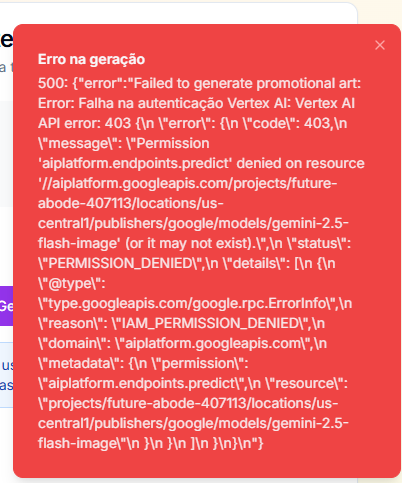 Erro na geração
500: {"error":"Failed to generate promotional art:
Error: Falha na autenticação Vertex AI: Vertex AI
API error: 403 {\n \"error\": {\n \"code\": 403,\n
\"message\": \"Permission
'aiplatform.endpoints.predict' denied on resource
'//aiplatform.googleapis.com/projects/future-
abode-407113/locations/us-
central1/publishers/google/models/gemini-2.5-
flash-image' (or it may not exist).\",\n \"status\":
\"PERMISSION_DENIED\",\n \"details\": [\n {\n
\"@type\":
\"type.googleapis.com/google.rpc.ErrorInfo\",\n
\"reason\": \"IAM_PERMISSION_DENIED\",\n
\"domain\": \"aiplatform.googleapis.com\",\n
\"metadata\": {\n \"permission\":
\"aiplatform.endpoints.predict\",\n \"resource\":
\"projects/future-abode-407113/locations/us-
central1/publishers/google/models/gemini-2.5-
flash-image\"\n }\n }\n ]\n }\n}\n"}